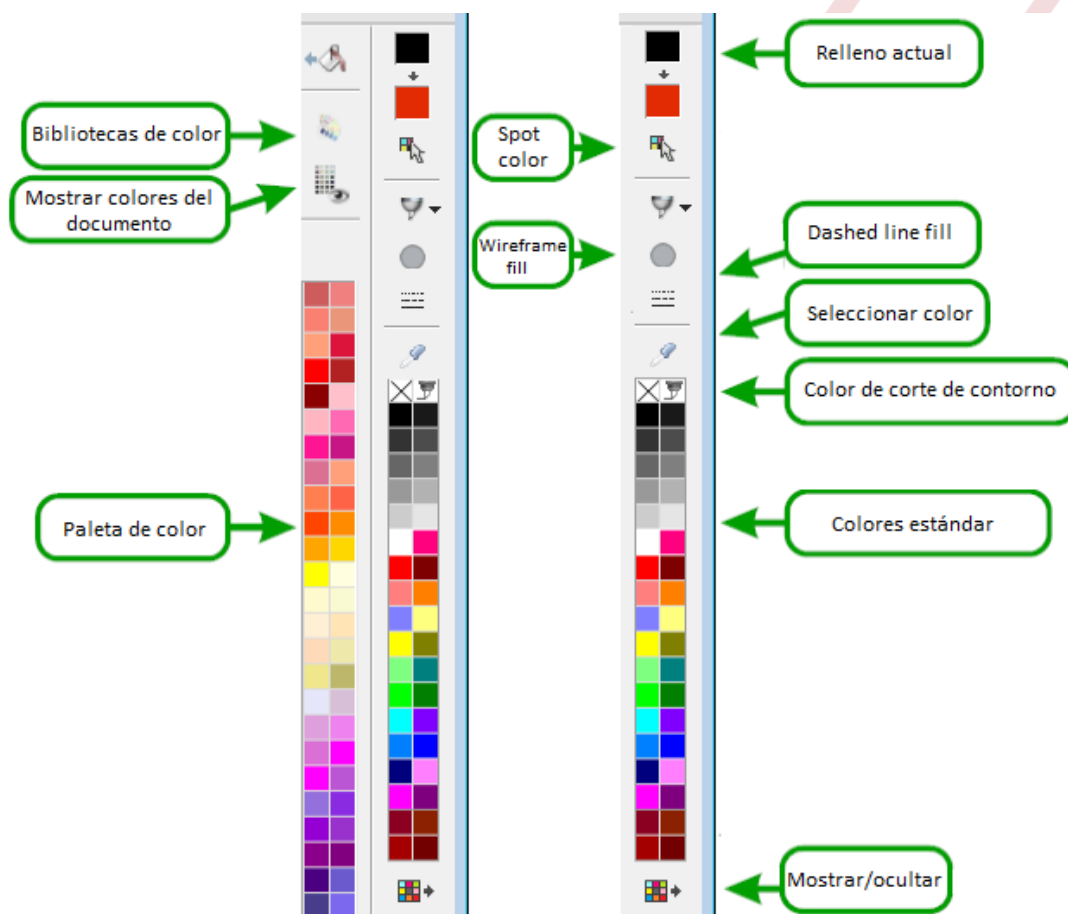 Relleno actual
Bibliotecas de color
Spot
color
Mostrar colores del
documento
Dashed line fill
Wireframe
fill
Seleccionar color
Color de corte de contorno
Paleta de color
Colores estándar
Mostrar/ocultar